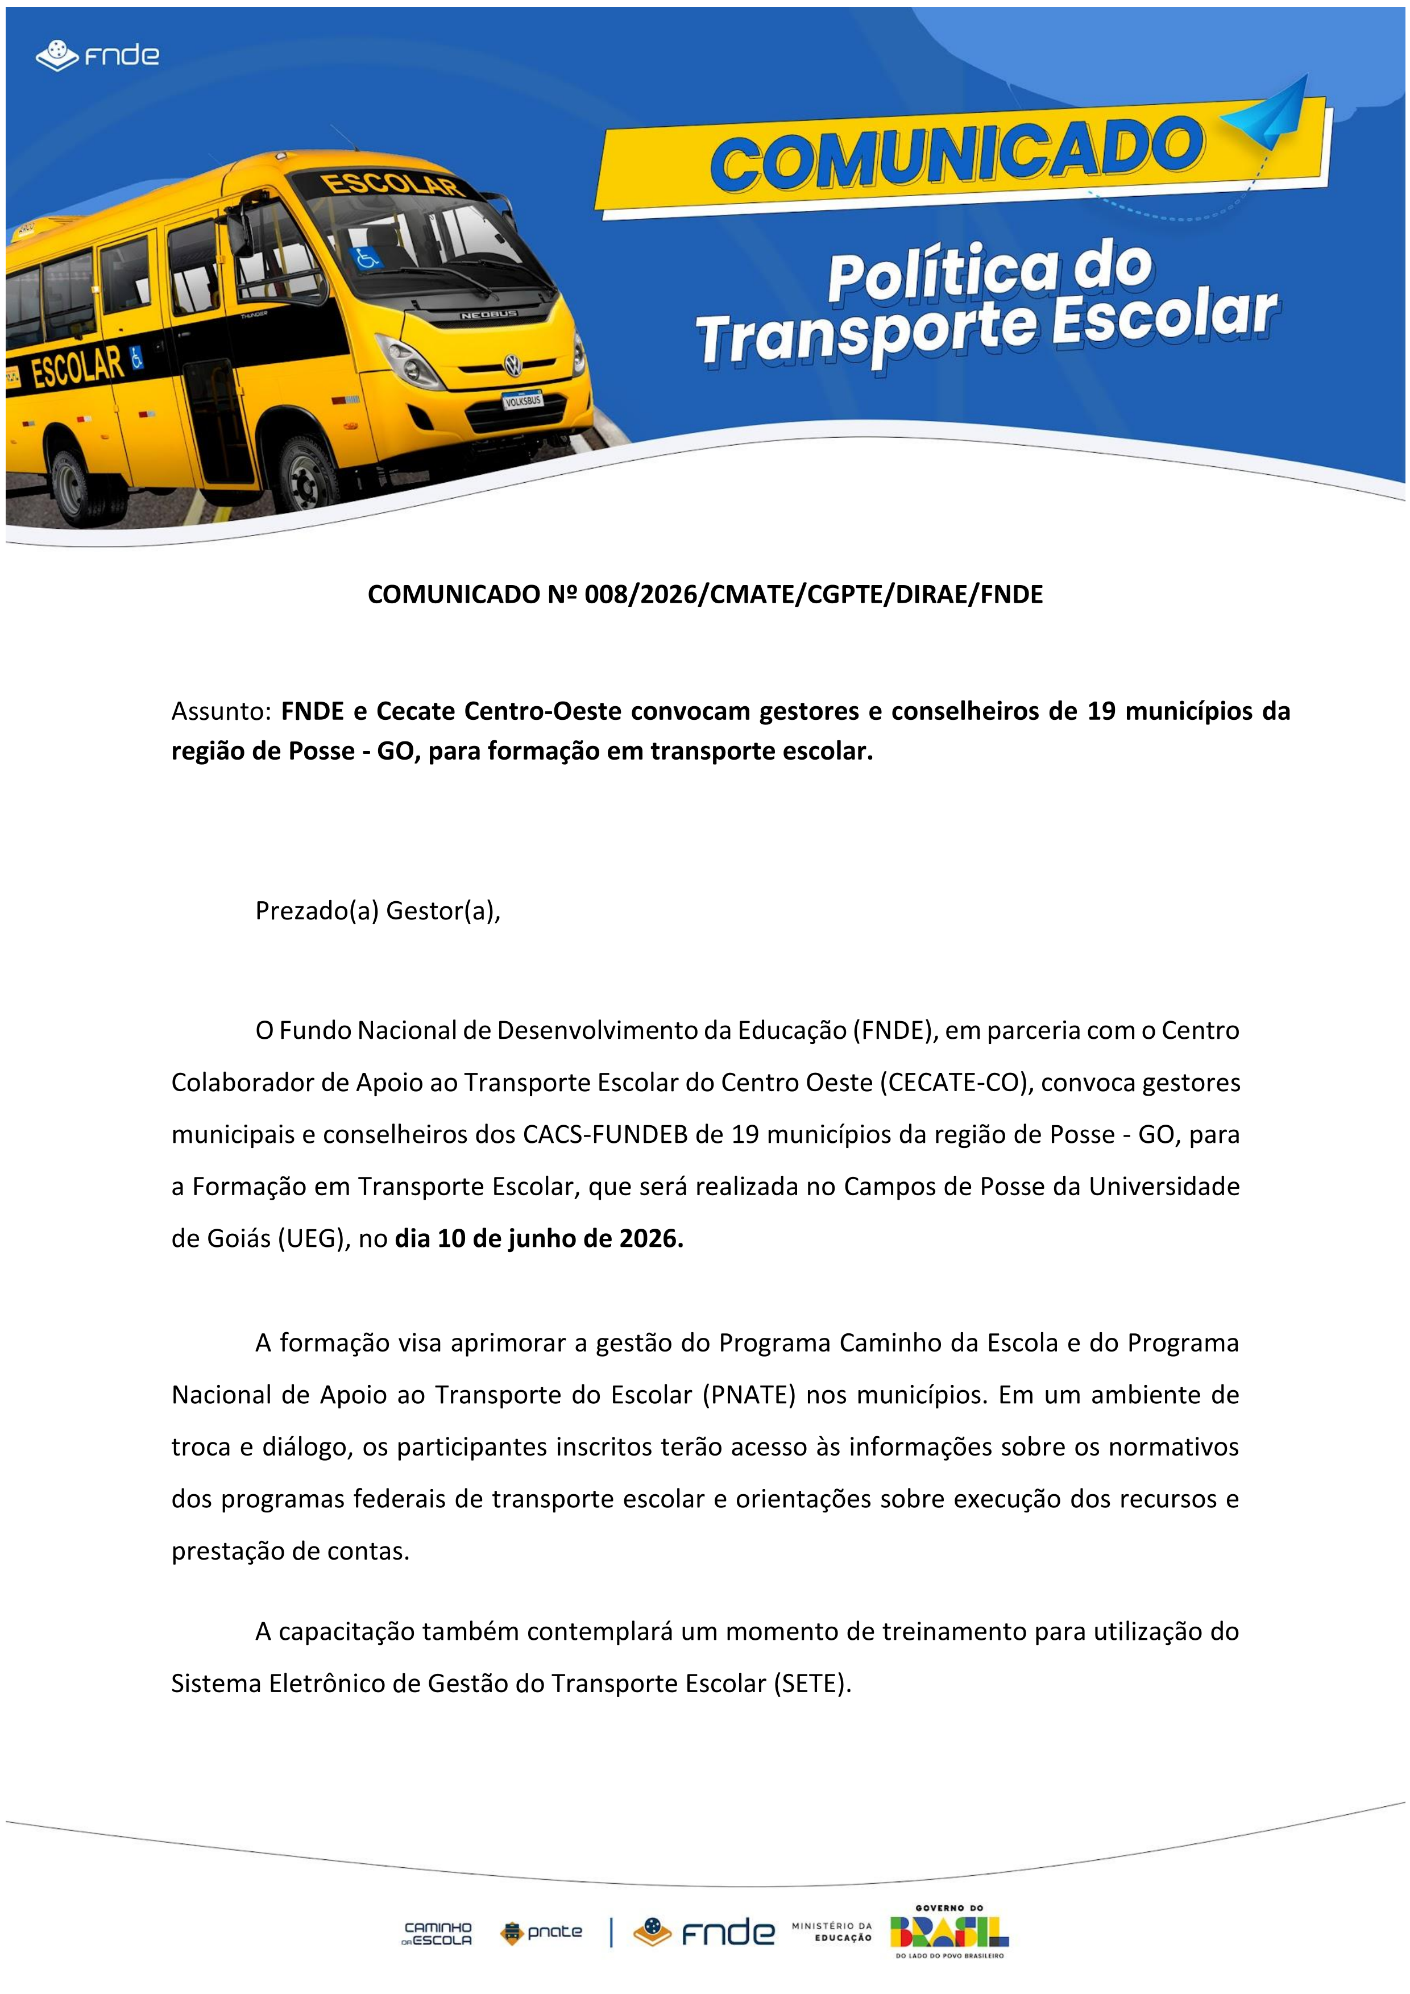 fnde
COMUNICADO
Política do
Transporte Escolar
ESCOLAR
THUNDER
NEOBUS
ESCOLAR
VOLKSBUS
COMUNICADO Nº 008/2026/CMATE/CGPTE/DIRAE/FNDE
Assunto: FNDE e Cecate Centro-Oeste convocam gestores e conselheiros de 19 municípios da
região de Posse - GO, para formação em transporte escolar.
Prezado(a) Gestor(a),
O Fundo Nacional de Desenvolvimento da Educação (FNDE), em parceria com o Centro
Colaborador de Apoio ao Transporte Escolar do Centro Oeste (CECATE-CO), convoca gestores
municipais e conselheiros dos CACS-FUNDEB de 19 municípios da região de Posse - GO, para
a Formação em Transporte Escolar, que será realizada no Campos de Posse da Universidade
de Goiás (UEG), no dia 10 de junho de 2026.
A formação visa aprimorar a gestão do Programa Caminho da Escola e do Programa
Nacional de Apoio ao Transporte do Escolar (PNATE) nos municípios. Em um ambiente de
troca e diálogo, os participantes inscritos terão acesso às informações sobre os normativos
dos programas federais de transporte escolar e orientações sobre execução dos recursos e
prestação de contas.
A capacitação também contemplará um momento de treinamento para utilização do
Sistema Eletrônico de Gestão do Transporte Escolar (SETE).
CAMINHO
DA ESCOLA
pnate
fnde
MINISTÉRIO DA
EDUCAÇÃO
GOVERNO DO
BRASIL
DO LADO DO POVO BRASILEIRO